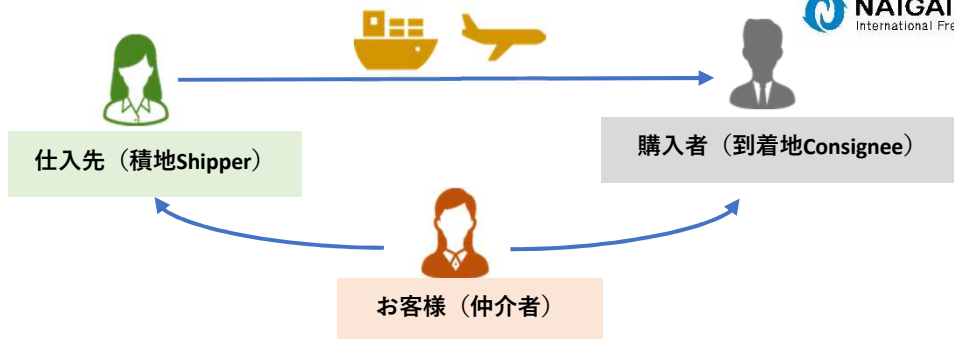 NAIGAI
International Fre
仕入先（積地Shipper）
購入者（到着地Consignee）
お客様（仲介者）